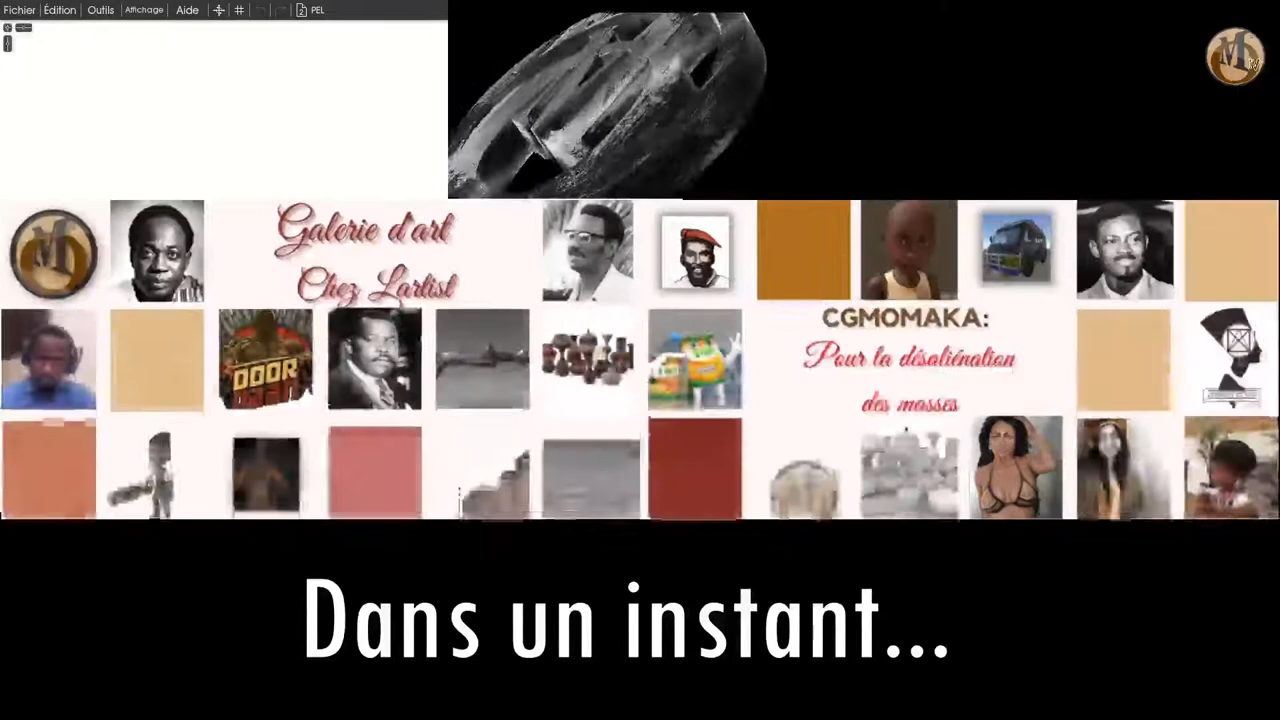 Fichier Édition Outils Affichage Aide PEL
Galerie d'art
Chez Lartist
CGMOMAKA:
Pour la désaliénation
des masses
DOOR
M
M
Dans un instant...